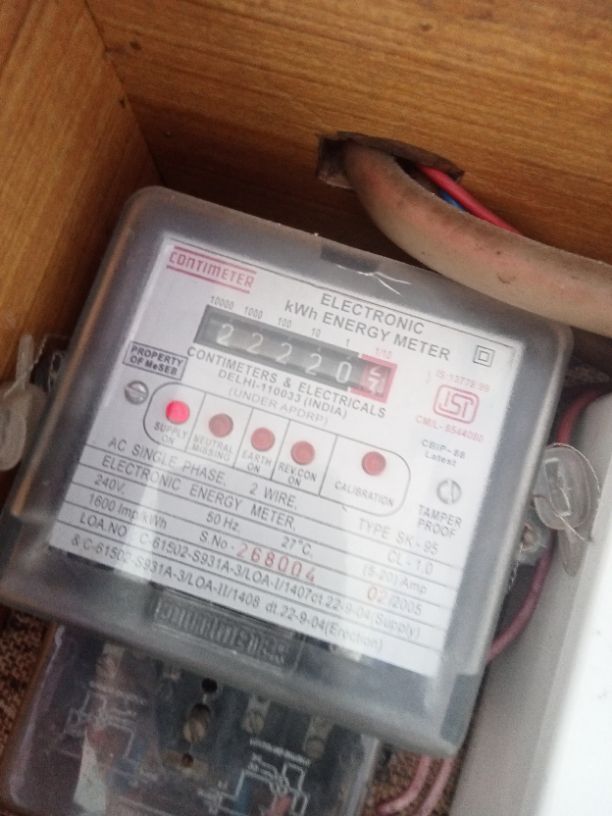 CONTIMETER
ELECTRONIC
kWh ENERGY METER
10000 1000 100 10 1 1/10
2 2 2 2 0
PROPERTY
OF MeSEB
CONTIMETERS & ELECTRICALS
DELHI-110033 (INDIA)
(UNDER APDRP)
IS 13779:99
ISI
CM/L- 8544080
CBIP-88
Latest
SUPPLY
ON
NEUTRAL
MISSING
EARTH
ON
REV.CON
ON
CALIBRATION
TAMPER
PROOF
AC SINGLE PHASE, 2 WIRE, TYPE SK-95
ELECTRONIC ENERGY METER, CL-1.0
240V, 50 Hz, 27°C, (5-20) Amp
1600 Imp/kWh S.No- 268004 02/2005
LOA.NO C-61502-S931A-3/LOA-I/1407ct.22-9-04(Supply)
& C-61502-S931A-3/LOA-II/1408 dt.22-9-04(Erection)